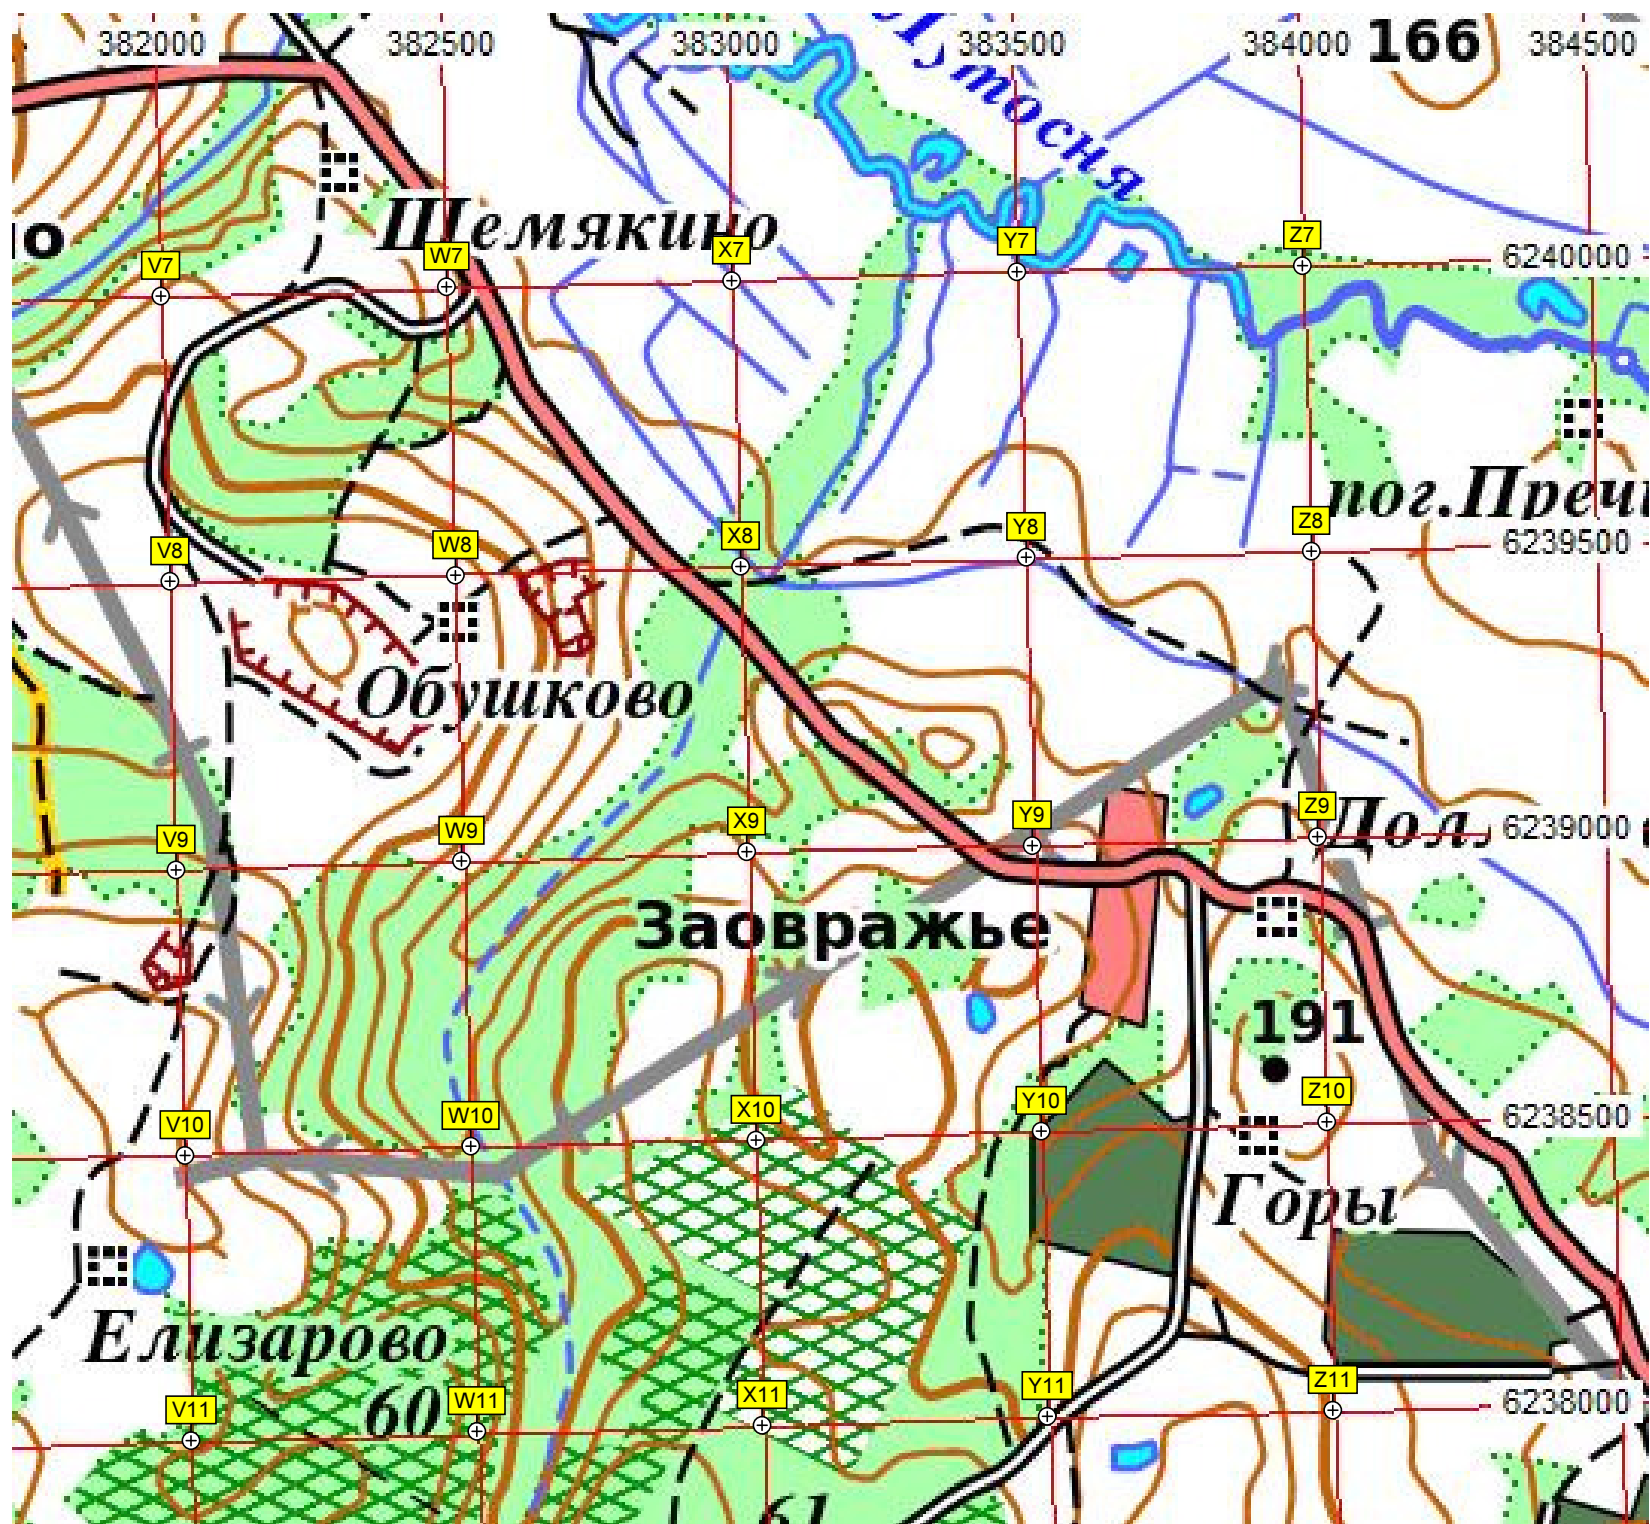 382000 382500 383000 383500 384000 166 384500
Лутосня
Шемякино
V7 W7 X7 Y7 Z7 6240000
пог.Преч
V8 W8 X8 Y8 Z8 6239500
Обушково
V9 W9 X9 Y9 Z9 6239000
Заовражье
191
V10 W10 X10 Y10 Z10 6238500
Горы
Елизарово
60
V11 W11 X11 Y11 Z11 6238000
61